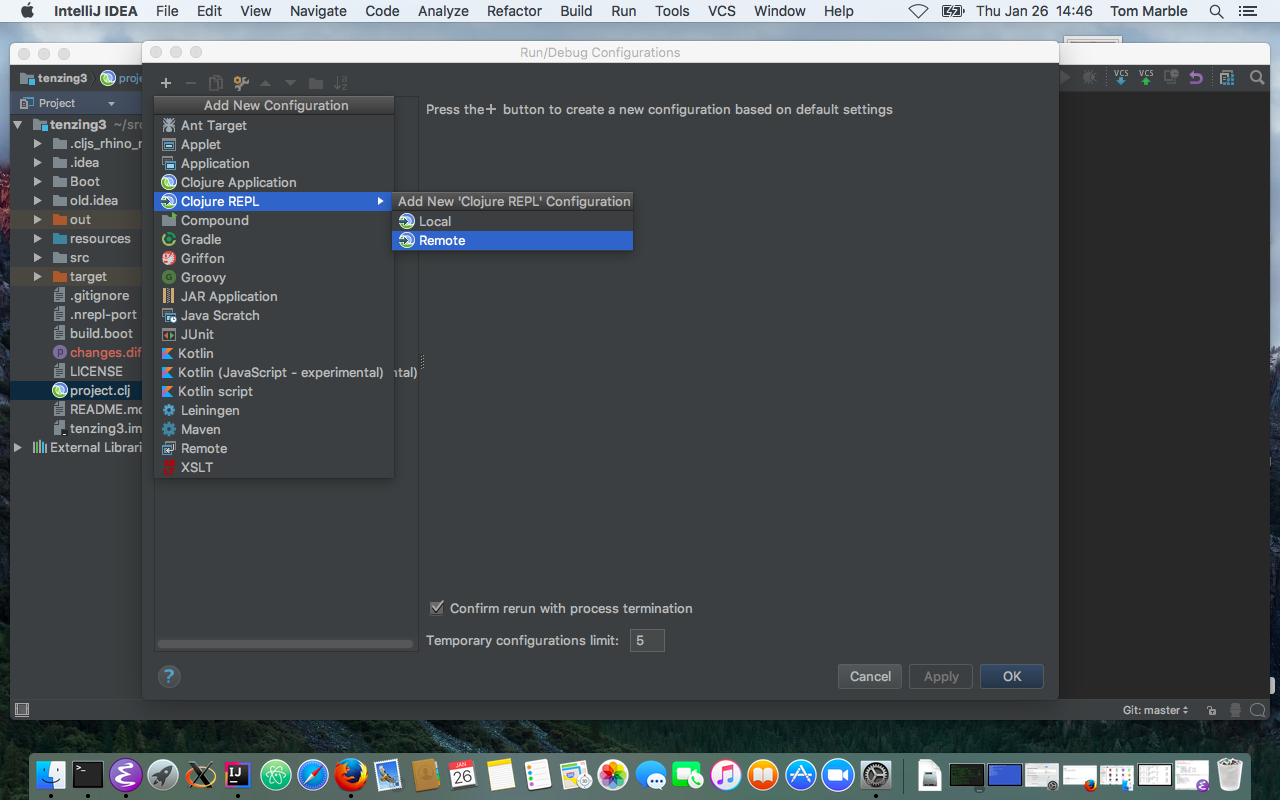 IntelliJ IDEA File Edit View Navigate Code Analyze Refactor Build Run Tools VCS Window Help Thu Jan 26 14:46 Tom Marble
Run/Debug Configurations
tenzing3 proje
VCS VCS
Project
Add New Configuration
Press the + button to create a new configuration based on default settings
tenzing3 ~/src
Ant Target
.cljs_rhino_r
Applet
.idea
Application
Boot
Clojure Application
old.idea
Clojure REPL
Add New 'Clojure REPL' Configuration
out
Compound
Local
resources
Gradle
Remote
src
Griffon
target
Groovy
.gitignore
JAR Application
.nrepl-port
Java Scratch
build.boot
JUnit
changes.dif
Kotlin
LICENSE
Kotlin (JavaScript - experimental) ntal)
project.clj
Kotlin script
README.mc
Leiningen
tenzing3.im
Maven
External Librari
Remote
XSLT
Confirm rerun with process termination
Temporary configurations limit: 5
? Cancel Apply OK
Git: master
JAN
26